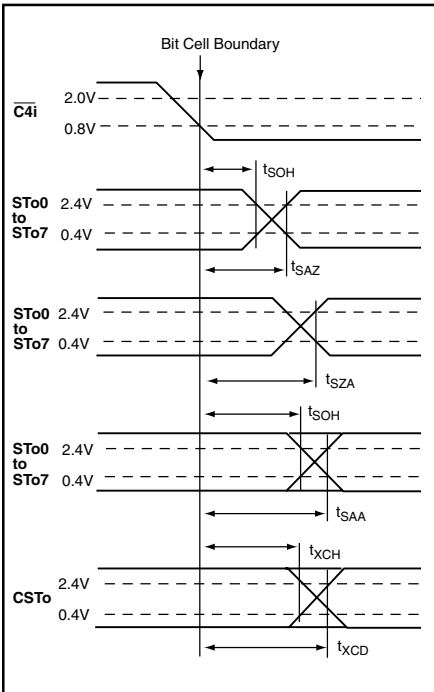 Bit Cell Boundary
C4i
2.0V
0.8V
tSOH
STo0
to
STo7
2.4V
0.4V
tSAZ
STo0
to
STo7
2.4V
0.4V
tSZA
tSOH
STo0
to
STo7
2.4V
0.4V
tSAA
tXCH
CSTo
2.4V
0.4V
tXCD